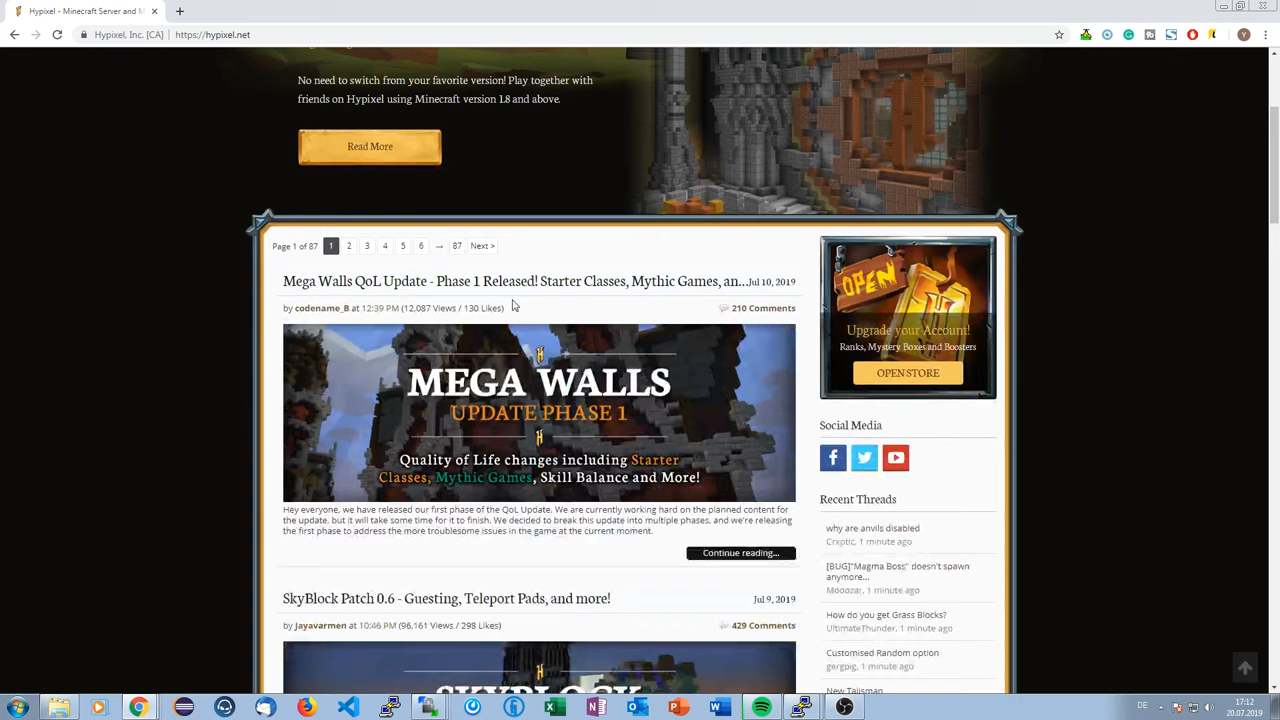 Hypixel - Minecraft Server and M
Hypixel, Inc. [CA] https://hypixel.net
Y
No need to switch from your favorite version! Play together with
friends on Hypixel using Minecraft version 1.8 and above.
Read More
Page 1 of 87 1 2 3 4 5 6 → 87 Next >
Mega Walls QoL Update - Phase 1 Released! Starter Classes, Mythic Games, an... Jul 10, 2019
by codename_B at 12:39 PM (12,087 Views / 130 Likes) 210 Comments
MEGA WALLS
UPDATE PHASE 1
Quality of Life changes including Starter
Classes, Mythic Games, Skill Balance and More!
Hey everyone, we have released our first phase of the QoL Update. We are currently working hard on the planned content for
the update, but it will take some time for it to finish. We decided to break this update into multiple phases, and we're releasing
the first phase to address the more troublesome issues in the game at the current moment.
Continue reading...
SkyBlock Patch 0.6 - Guesting, Teleport Pads, and more! Jul 9, 2019
by Jayavarmen at 10:46 PM (96,161 Views / 298 Likes) 429 Comments
SKYBLOCK
OPEN
Upgrade your Account!
Ranks, Mystery Boxes and Boosters
OPEN STORE
Social Media
Recent Threads
why are anvils disabled
Crxptic, 1 minute ago
[BUG]"Magma Boss" doesn't spawn
anymore...
Mooozar, 1 minute ago
How do you get Grass Blocks?
UltimateThunder, 1 minute ago
Customised Random option
gergpig, 1 minute ago
New Talisman
DE
17:12
20.07.2019